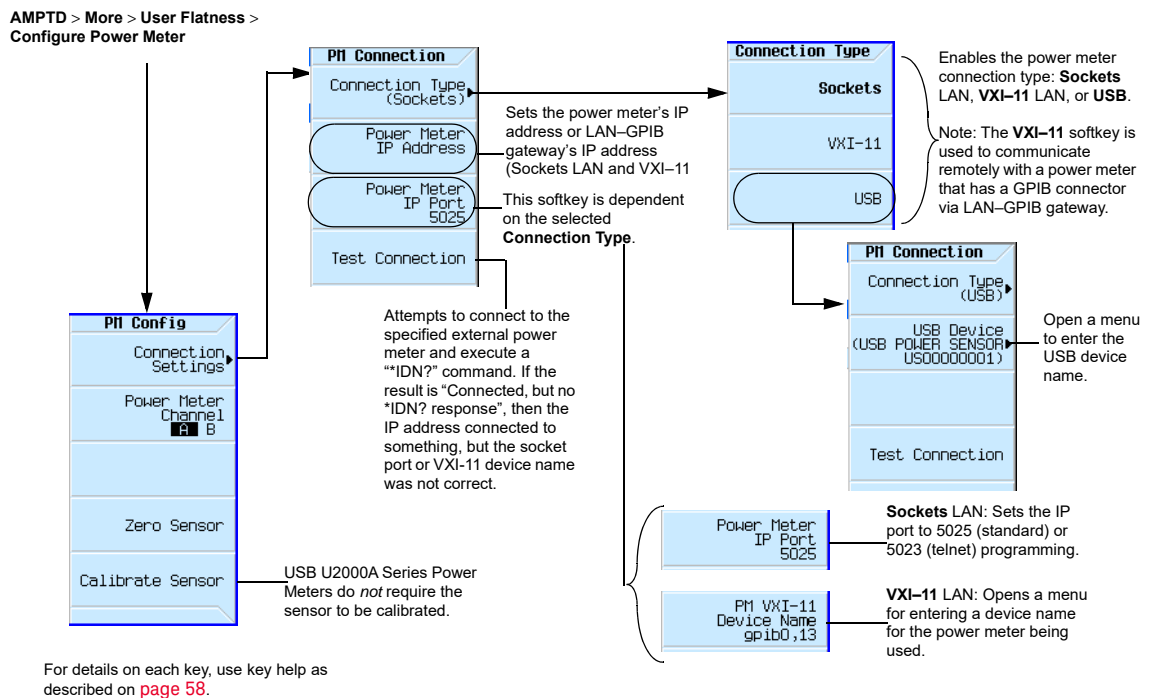 AMPTD > More > User Flatness >
Configure Power Meter
PM Connection
Connection Type
(Sockets)
Power Meter
IP Address
Power Meter
IP Port
5025
Test Connection
Sets the power meter's IP
address or LAN–GPIB
gateway's IP address
(Sockets LAN and VXI–11
This softkey is dependent
on the selected
Connection Type.
Connection Type
Sockets
VXI-11
USB
Enables the power meter
connection type: Sockets
LAN, VXI–11 LAN, or USB.
Note: The VXI–11 softkey is
used to communicate
remotely with a power meter
that has a GPIB connector
via LAN–GPIB gateway.
PM Connection
Connection Type
(USB)
USB Device
(USB POWER SENSOR
US00000001)
Test Connection
Open a menu
to enter the
USB device
name.
PM Config
Connection
Settings
Power Meter
Channel
A B
Zero Sensor
Calibrate Sensor
Attempts to connect to the
specified external power
meter and execute a
“*IDN?” command. If the
result is “Connected, but no
*IDN? response”, then the
IP address connected to
something, but the socket
port or VXI-11 device name
was not correct.
USB U2000A Series Power
Meters do not require the
sensor to be calibrated.
Power Meter
IP Port
5025
Sockets LAN: Sets the IP
port to 5025 (standard) or
5023 (telnet) programming.
PM VXI-11
Device Name
gpib0,13
VXI–11 LAN: Opens a menu
for entering a device name
for the power meter being
used.
For details on each key, use key help as
described on page 58.